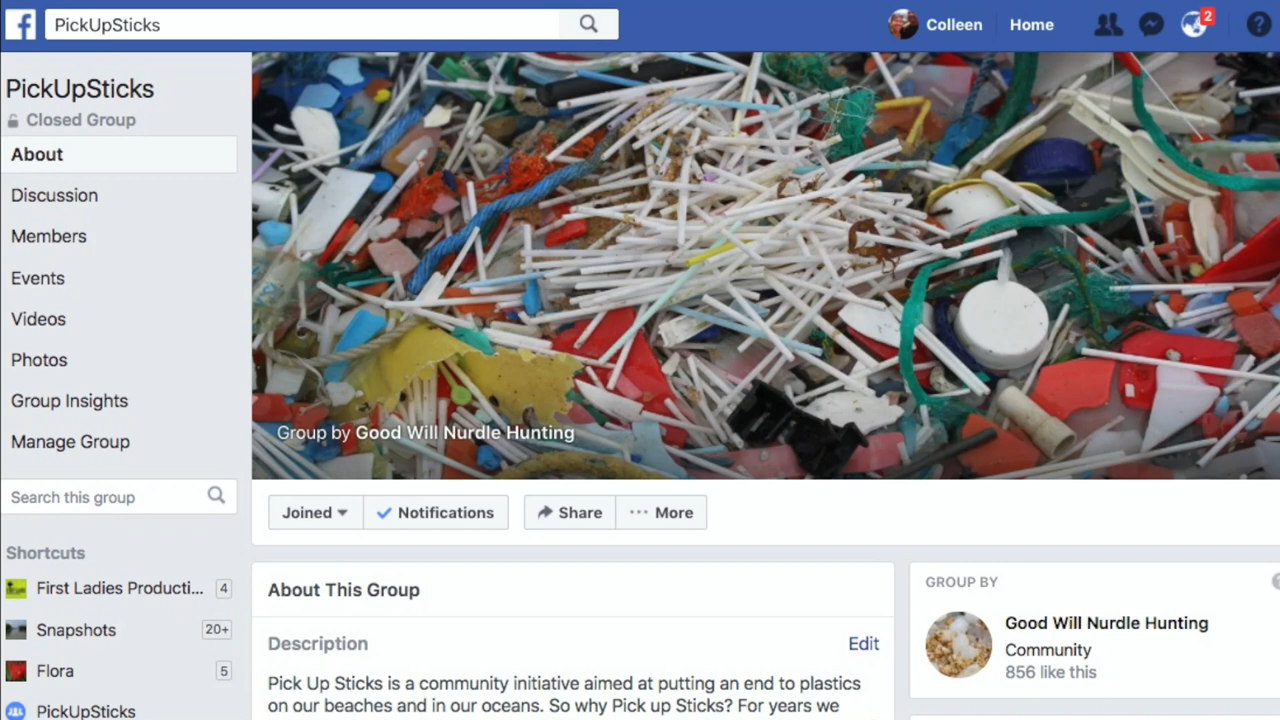 PickUpSticks
Colleen
Home
2
PickUpSticks
Closed Group
About
Discussion
Members
Events
Videos
Photos
Group Insights
Manage Group
Search this group
Shortcuts
First Ladies Producti... 4
Snapshots 20+
Flora 5
PickUpSticks
Group by Good Will Nurdle Hunting
Joined
Notifications
Share
More
About This Group
Description
Edit
Pick Up Sticks is a community initiative aimed at putting an end to plastics
on our beaches and in our oceans. So why Pick up Sticks? For years we
GROUP BY
Good Will Nurdle Hunting
Community
856 like this